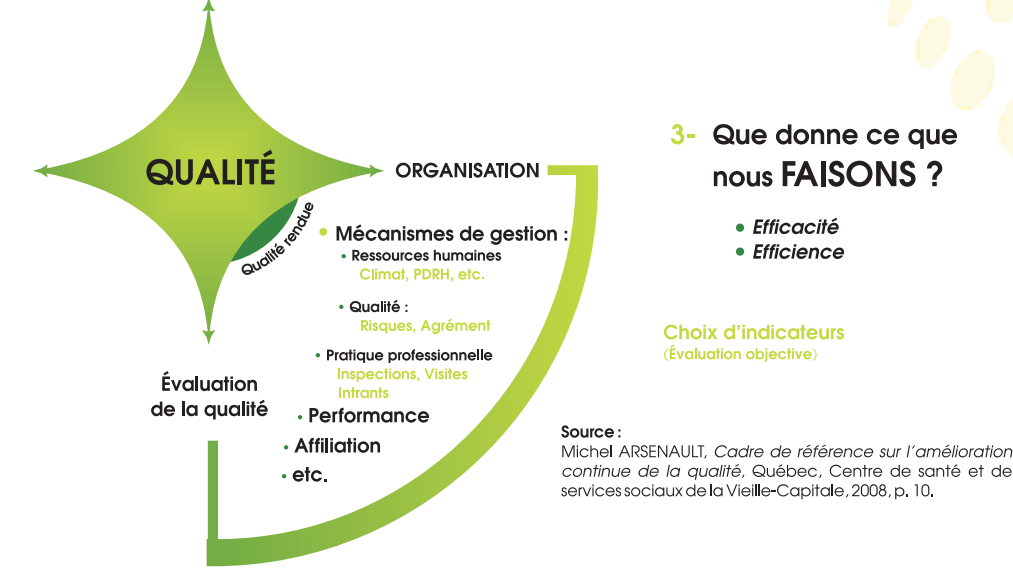 QUALITÉ
ORGANISATION
Qualité rendue
• Mécanismes de gestion :
• Ressources humaines
Climat, PDRH, etc.
• Qualité :
Risques, Agrément
• Pratique professionnelle
Inspections, Visites
Intrants
• Performance
• Affiliation
• etc.
Évaluation
de la qualité
3- Que donne ce que
nous FAISONS ?
• Efficacité
• Efficience
Choix d'indicateurs
(Évaluation objective)
Source :
Michel ARSENAULT, Cadre de référence sur l'amélioration
continue de la qualité, Québec, Centre de santé et de
services sociaux de la Vieille-Capitale, 2008, p. 10.